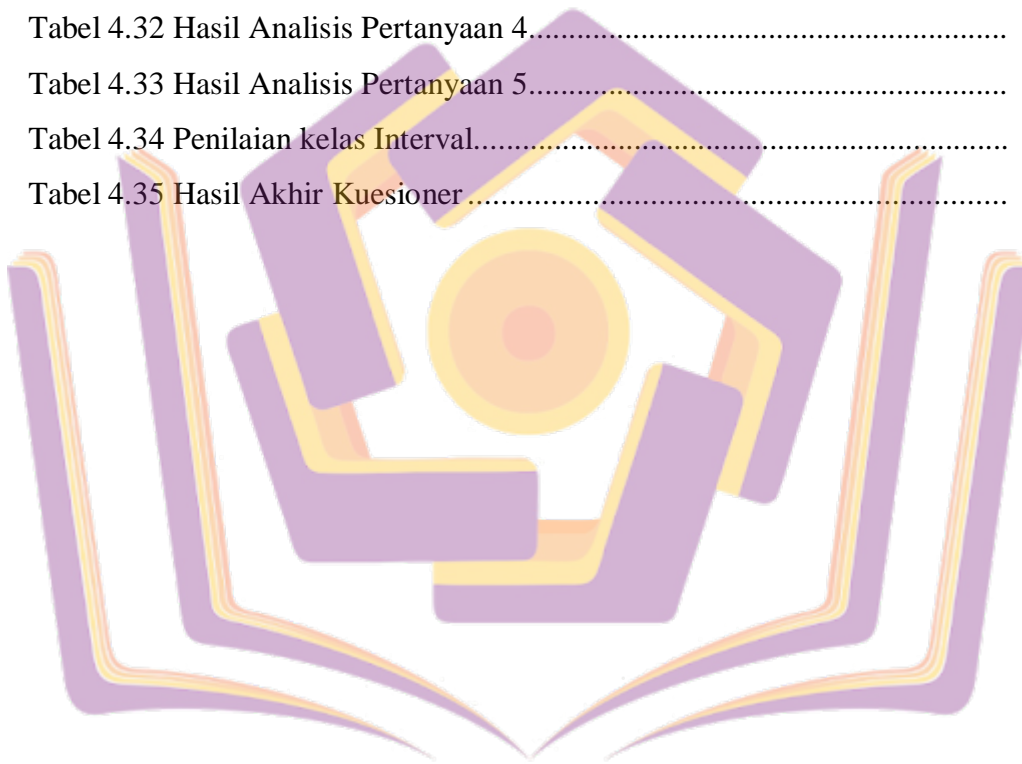 Tabel 4.32 Hasil Analisis Pertanyaan 4......................................................................
Tabel 4.33 Hasil Analisis Pertanyaan 5......................................................................
Tabel 4.34 Penilaian kelas Interval..............................................................................
Tabel 4.35 Hasil Akhir Kuesioner ...............................................................................